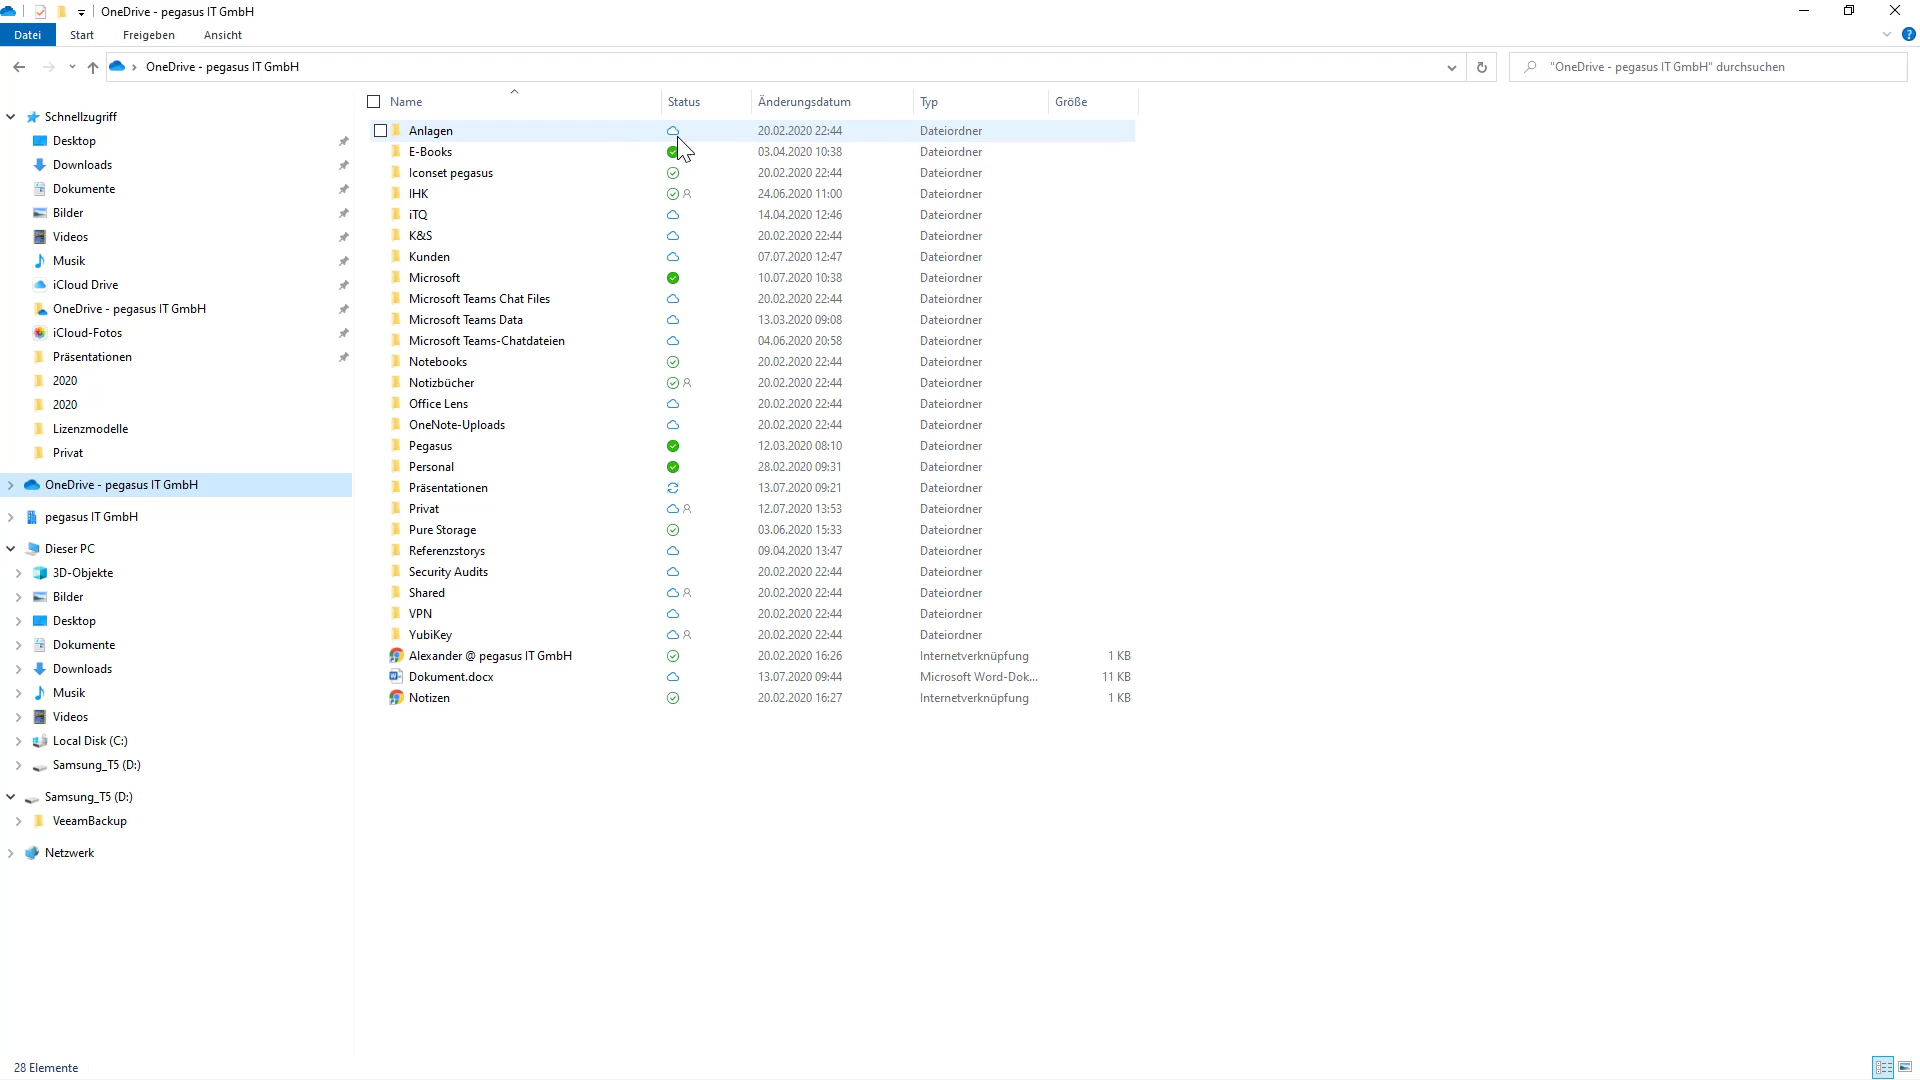 OneDrive - pegasus IT GmbH
Datei Start Freigeben Ansicht
OneDrive - pegasus IT GmbH
"OneDrive - pegasus IT GmbH" durchsuchen
Schnellzugriff
Desktop
Downloads
Dokumente
Bilder
Videos
Musik
iCloud Drive
OneDrive - pegasus IT GmbH
iCloud-Fotos
Präsentationen
2020
2020
Lizenzmodelle
Privat
OneDrive - pegasus IT GmbH
pegasus IT GmbH
Dieser PC
3D-Objekte
Bilder
Desktop
Dokumente
Downloads
Musik
Videos
Local Disk (C:)
Samsung_T5 (D:)
Samsung_T5 (D:)
VeeamBackup
Netzwerk
Name Status Änderungsdatum Typ Größe
Anlagen 20.02.2020 22:44 Dateiordner
E-Books 03.04.2020 10:38 Dateiordner
Iconset pegasus 20.02.2020 22:44 Dateiordner
IHK 24.06.2020 11:00 Dateiordner
iTQ 14.04.2020 12:46 Dateiordner
K&S 20.02.2020 22:44 Dateiordner
Kunden 07.07.2020 12:47 Dateiordner
Microsoft 10.07.2020 10:38 Dateiordner
Microsoft Teams Chat Files 20.02.2020 22:44 Dateiordner
Microsoft Teams Data 13.03.2020 09:08 Dateiordner
Microsoft Teams-Chatdateien 04.06.2020 20:58 Dateiordner
Notebooks 20.02.2020 22:44 Dateiordner
Notizbücher 20.02.2020 22:44 Dateiordner
Office Lens 20.02.2020 22:44 Dateiordner
OneNote-Uploads 20.02.2020 22:44 Dateiordner
Pegasus 12.03.2020 08:10 Dateiordner
Personal 28.02.2020 09:31 Dateiordner
Präsentationen 13.07.2020 09:21 Dateiordner
Privat 12.07.2020 13:53 Dateiordner
Pure Storage 03.06.2020 15:33 Dateiordner
Referenzstorys 09.04.2020 13:47 Dateiordner
Security Audits 20.02.2020 22:44 Dateiordner
Shared 20.02.2020 22:44 Dateiordner
VPN 20.02.2020 22:44 Dateiordner
YubiKey 20.02.2020 22:44 Dateiordner
Alexander @ pegasus IT GmbH 20.02.2020 16:26 Internetverknüpfung 1 KB
Dokument.docx 13.07.2020 09:44 Microsoft Word-Dok... 11 KB
Notizen 20.02.2020 16:27 Internetverknüpfung 1 KB
28 Elemente